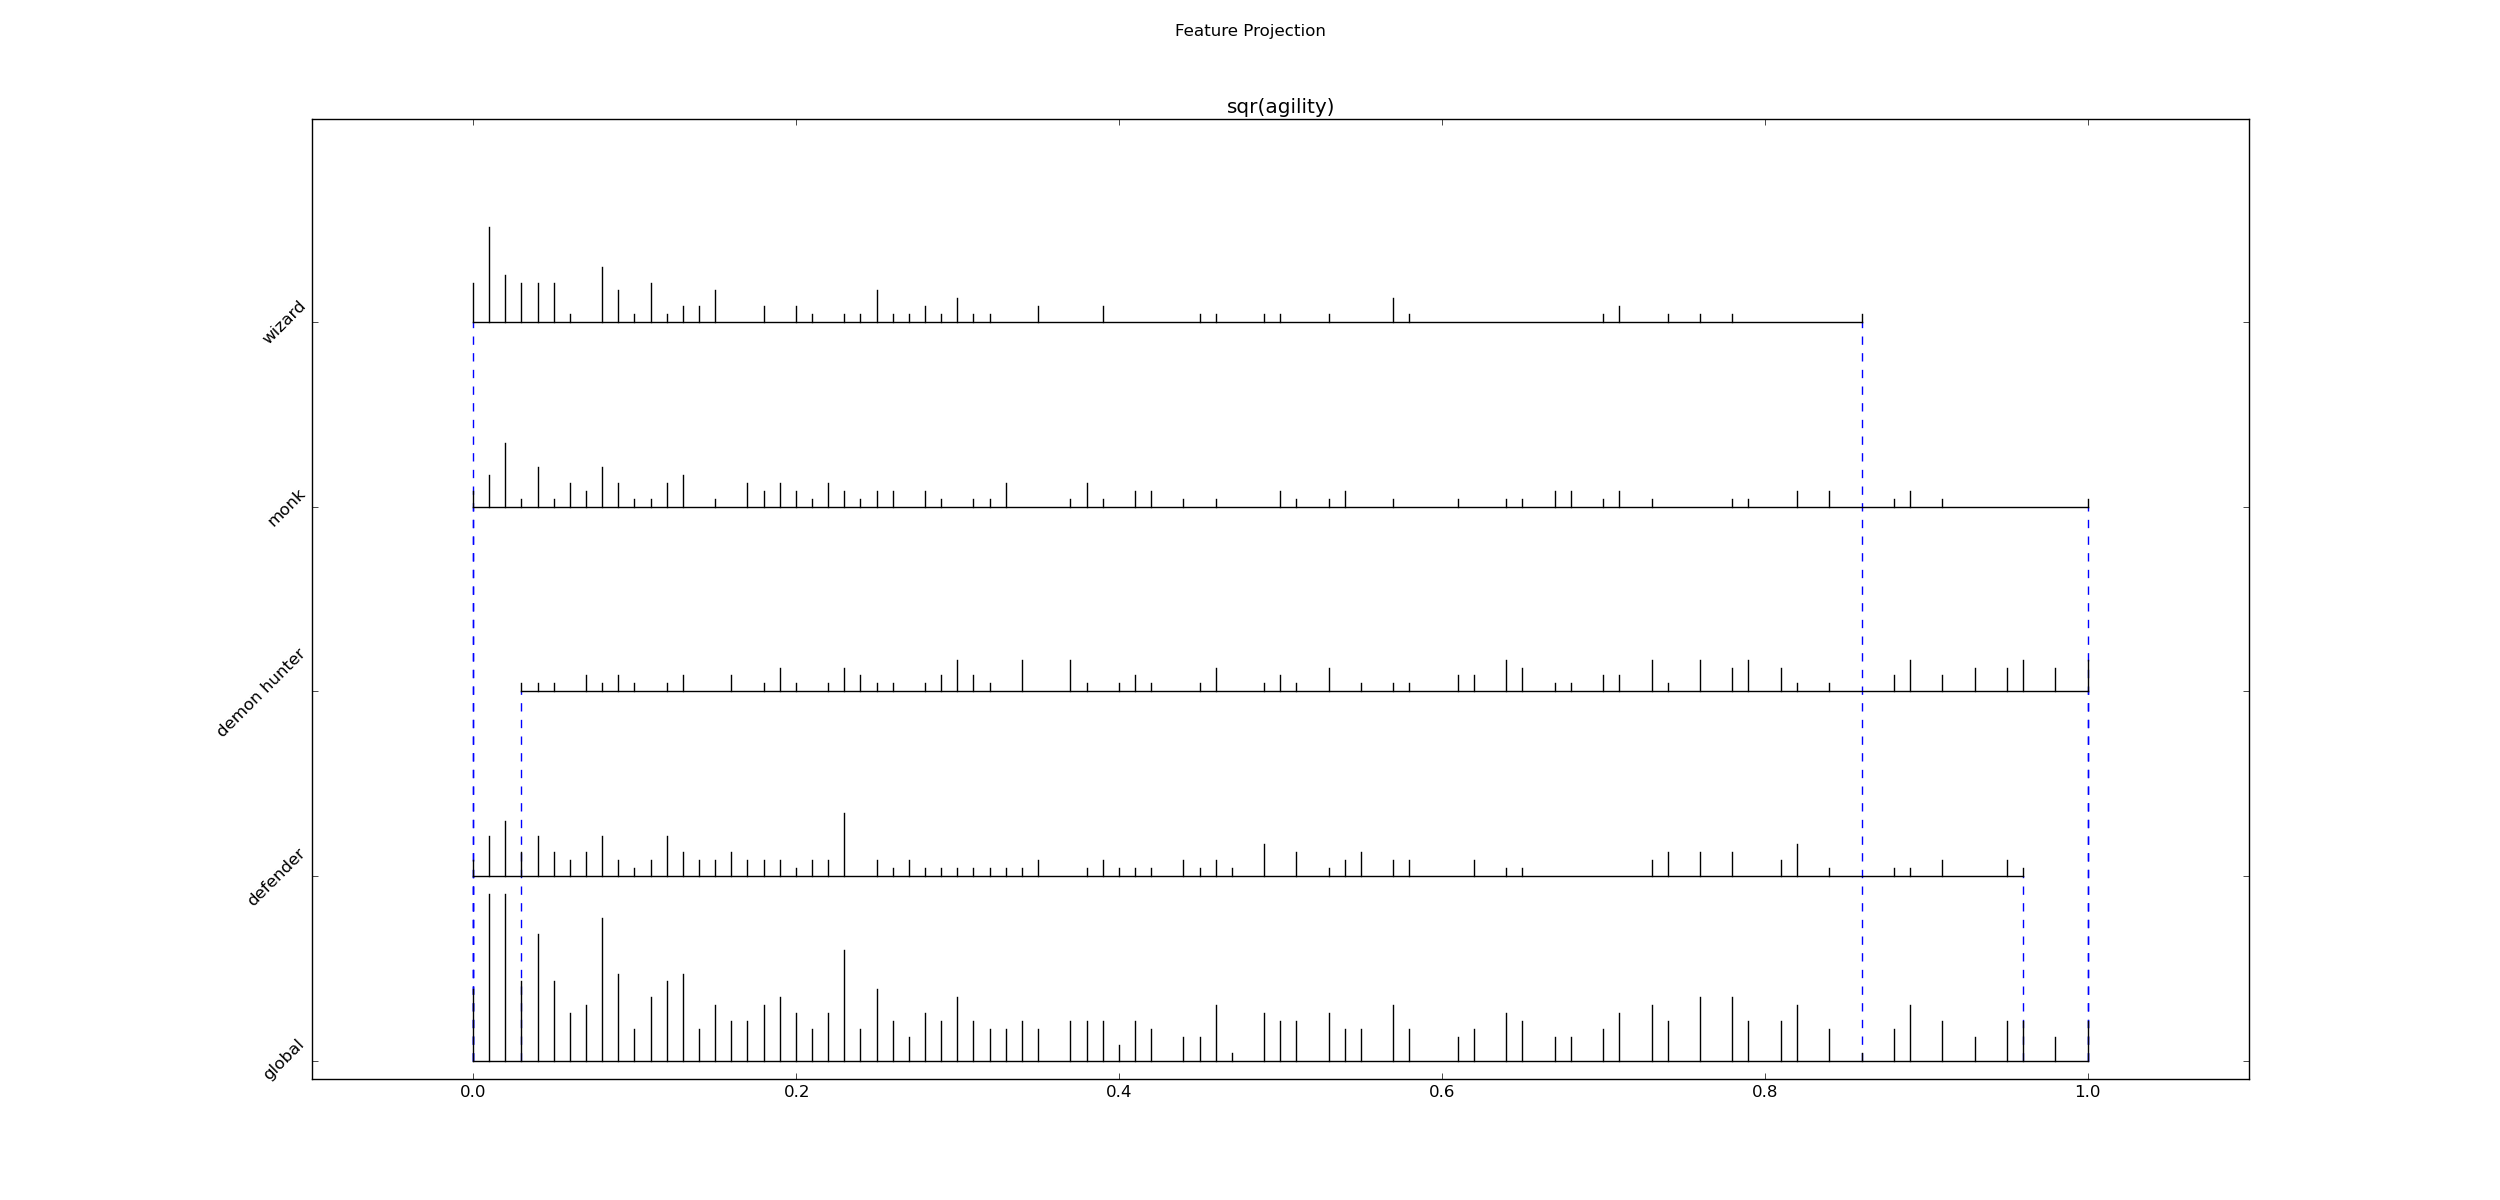 Feature Projection
sqr(agility)
wizard
monk
demon hunter
defender
global
0.0 0.2 0.4 0.6 0.8 1.0